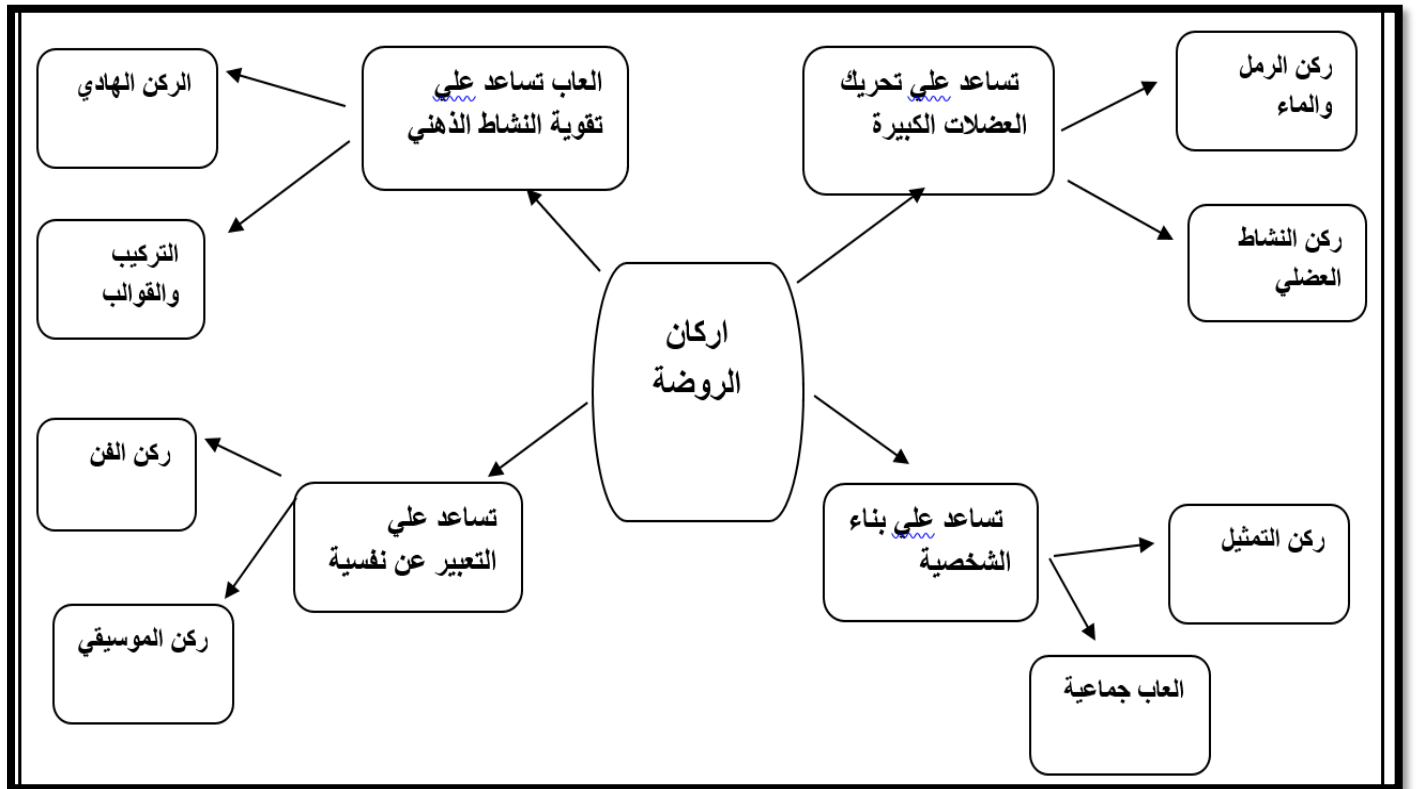 ركن الرمل
والماء
تساعد علي تحريك
العضلات الكبيرة
العاب تساعد علي
تقوية النشاط الذهني
الركن الهادي
ركن النشاط
العضلي
التركيب
والقوالب
اركان
الروضة
ركن الفن
تساعد علي
التعبير عن نفسية
تساعد علي بناء
الشخصية
ركن التمثيل
ركن الموسيقي
العاب جماعية